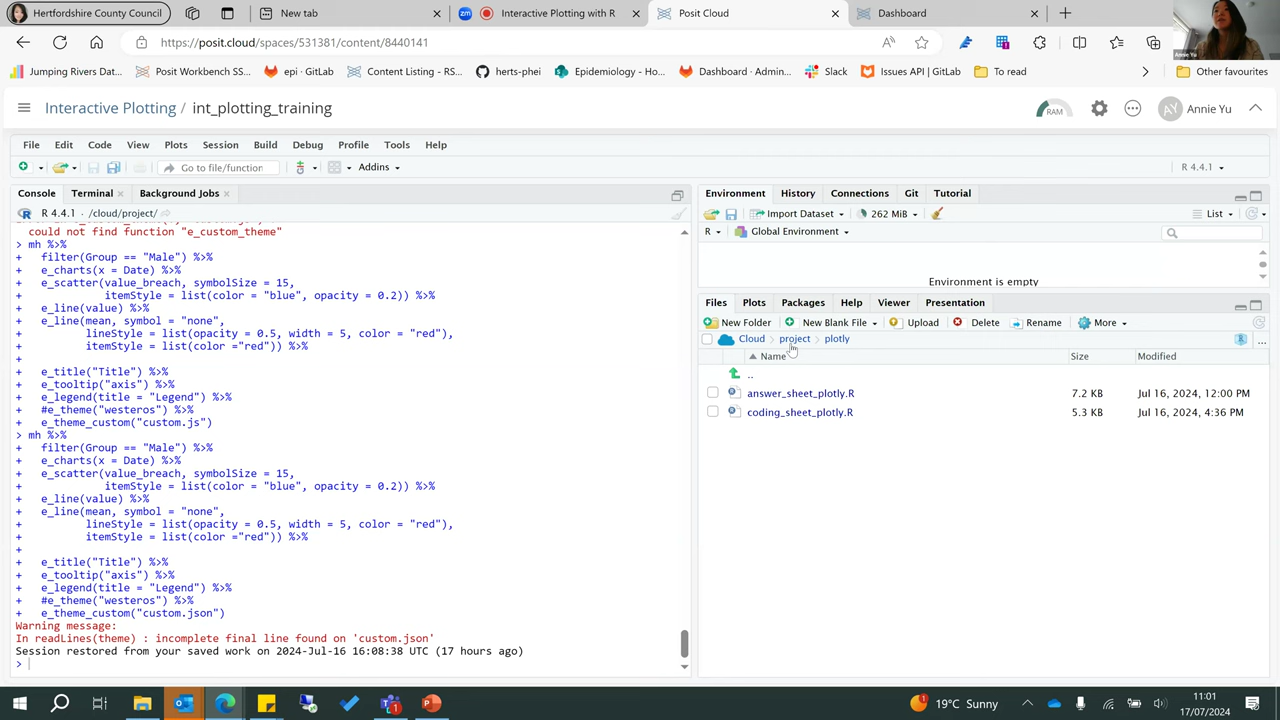 Hertfordshire County Council
New tab
Interactive Plotting with R
Posit Cloud
Dashboard
https://posit.cloud/spaces/531381/content/8440141
Annie Yu
Jumping Rivers Dat...
Posit Workbench SS...
epi · GitLab
Content Listing - RS...
herts-phei
Epidemiology - Ho...
Dashboard · Admin...
Slack
Issues API | GitLab
To read
Other favourites
Interactive Plotting / int_plotting_training
RAM
AY
Annie Yu
File Edit Code View Plots Session Build Debug Profile Tools Help
Go to file/function
Addins
R 4.4.1
Console Terminal Background Jobs
R 4.4.1 · /cloud/project/
could not find function "e_custom_theme"
> mh %>%
+ filter(Group == "Male") %>%
+ e_charts(x = Date) %>%
+ e_scatter(value_breach, symbolSize = 15,
+ itemStyle = list(color = "blue", opacity = 0.2)) %>%
+ e_line(value) %>%
+ e_line(mean, symbol = "none",
+ lineStyle = list(opacity = 0.5, width = 5, color = "red"),
+ itemStyle = list(color ="red")) %>%
+
+ e_title("Title") %>%
+ e_tooltip("axis") %>%
+ e_legend(title = "Legend") %>%
+ #e_theme("westeros") %>%
+ e_theme_custom("custom.js")
> mh %>%
+ filter(Group == "Male") %>%
+ e_charts(x = Date) %>%
+ e_scatter(value_breach, symbolSize = 15,
+ itemStyle = list(color = "blue", opacity = 0.2)) %>%
+ e_line(value) %>%
+ e_line(mean, symbol = "none",
+ lineStyle = list(opacity = 0.5, width = 5, color = "red"),
+ itemStyle = list(color ="red")) %>%
+
+ e_title("Title") %>%
+ e_tooltip("axis") %>%
+ e_legend(title = "Legend") %>%
+ #e_theme("westeros") %>%
+ e_theme_custom("custom.json")
Warning message:
In readLines(theme) : incomplete final line found on 'custom.json'
Session restored from your saved work on 2024-Jul-16 16:08:38 UTC (17 hours ago)
>
Environment History Connections Git Tutorial
Import Dataset 262 MiB List
R Global Environment
Environment is empty
Files Plots Packages Help Viewer Presentation
New Folder New Blank File Upload Delete Rename More
Cloud > project > plotly
...
Name Size Modified
..
answer_sheet_plotly.R 7.2 KB Jul 16, 2024, 12:00 PM
coding_sheet_plotly.R 5.3 KB Jul 16, 2024, 4:36 PM
19°C Sunny
11:01
17/07/2024